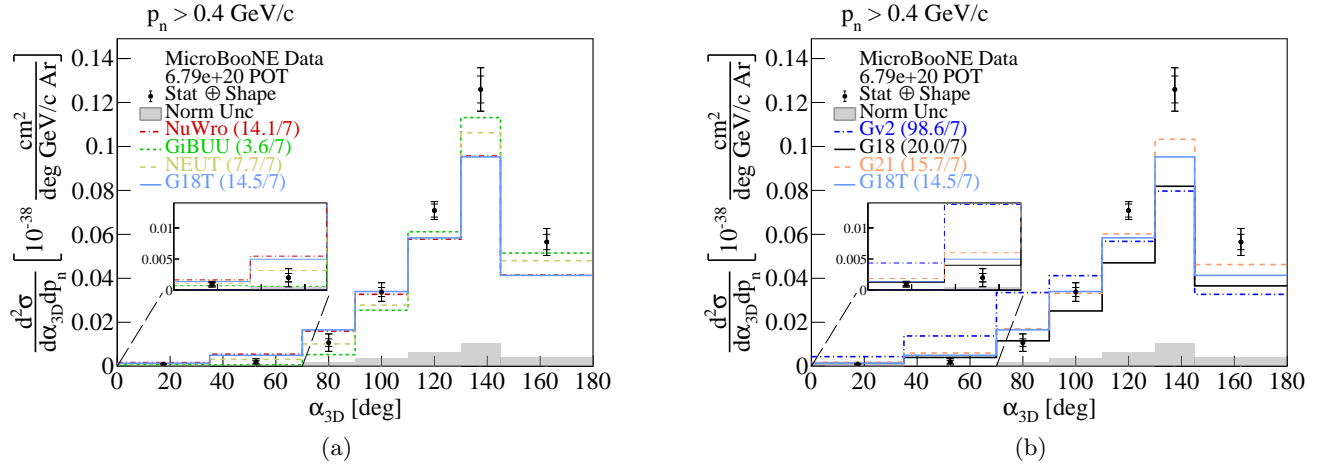 p_n > 0.4 GeV/c
MicroBooNE Data
6.79e+20 POT
Stat ⊕ Shape
Norm Unc
NuWro (14.1/7)
GiBUU (3.6/7)
NEUT (7.7/7)
G18T (14.5/7)
0.14
0.12
0.1
0.08
0.06
0.04
0.02
0
0.01
0.005
0
0 20 40 60 80 100 120 140 160 180
α_3D [deg]
d²σ/dα_3D dp_n [10⁻³⁸ cm²/deg GeV/c Ar]
(a)
p_n > 0.4 GeV/c
MicroBooNE Data
6.79e+20 POT
Stat ⊕ Shape
Norm Unc
Gv2 (98.6/7)
G18 (20.0/7)
G21 (15.7/7)
G18T (14.5/7)
0.14
0.12
0.1
0.08
0.06
0.04
0.02
0
0.01
0.005
0
0 20 40 60 80 100 120 140 160 180
α_3D [deg]
d²σ/dα_3D dp_n [10⁻³⁸ cm²/deg GeV/c Ar]
(b)